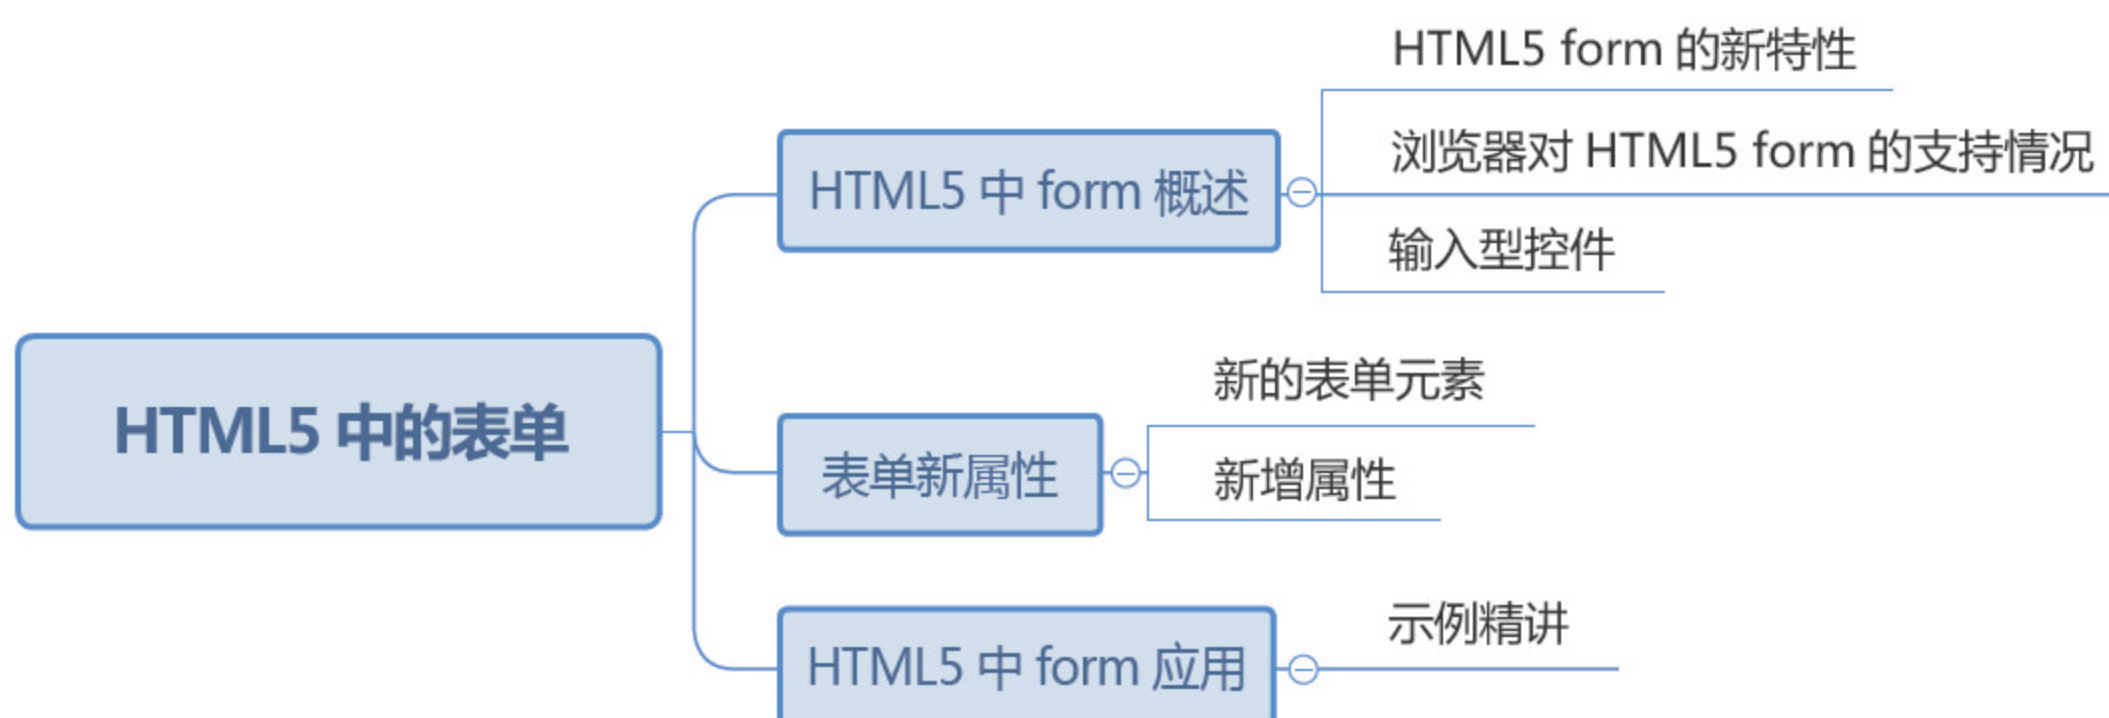 HTML5 中的表单
HTML5 中 form 概述
HTML5 form 的新特性
浏览器对 HTML5 form 的支持情况
输入型控件
表单新属性
新的表单元素
新增属性
HTML5 中 form 应用
示例精讲